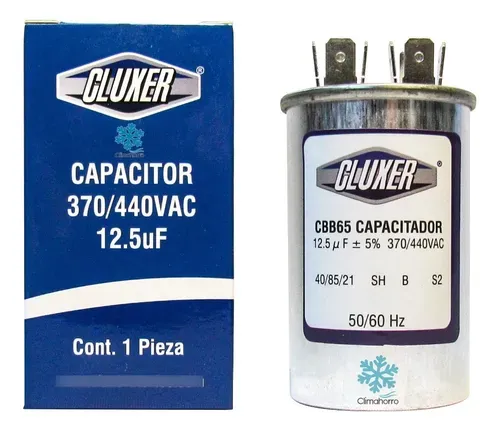 CLUXER®
Climahorro
CAPACITOR
370/440VAC
12.5uF
Cont. 1 Pieza
CLUXER®
CBB65 CAPACITADOR
12.5 µ F ± 5% 370/440VAC
40/85/21 SH B S2
50/60 Hz
Climahorro